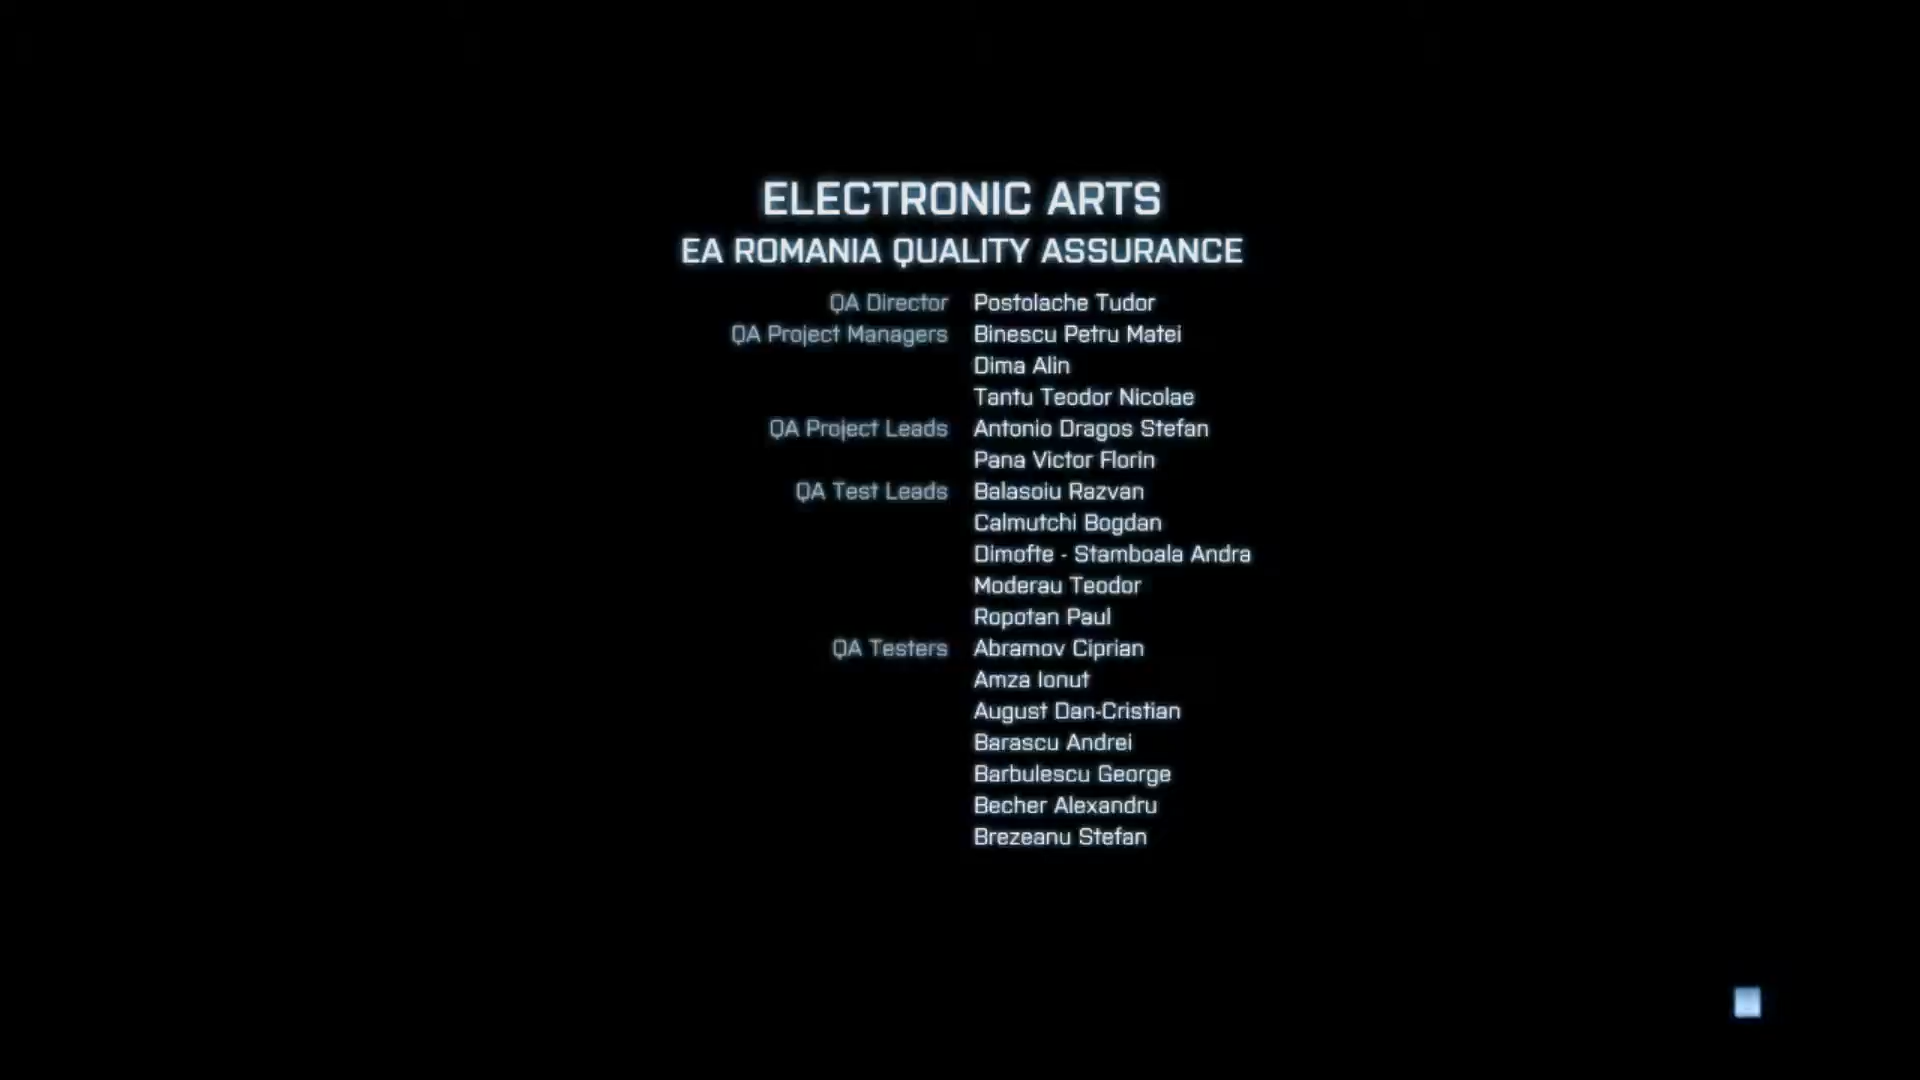 ELECTRONIC ARTS
EA ROMANIA QUALITY ASSURANCE
QA Director Postolache Tudor
QA Project Managers Binescu Petru Matei
Dima Alin
Tantu Teodor Nicolae
QA Project Leads Antonio Dragos Stefan
Pana Victor Florin
QA Test Leads Balasoiu Razvan
Calmutchi Bogdan
Dimofte - Stamboala Andra
Moderau Teodor
Ropotan Paul
QA Testers Abramov Ciprian
Amza Ionut
August Dan-Cristian
Barascu Andrei
Barbulescu George
Becher Alexandru
Brezeanu Stefan